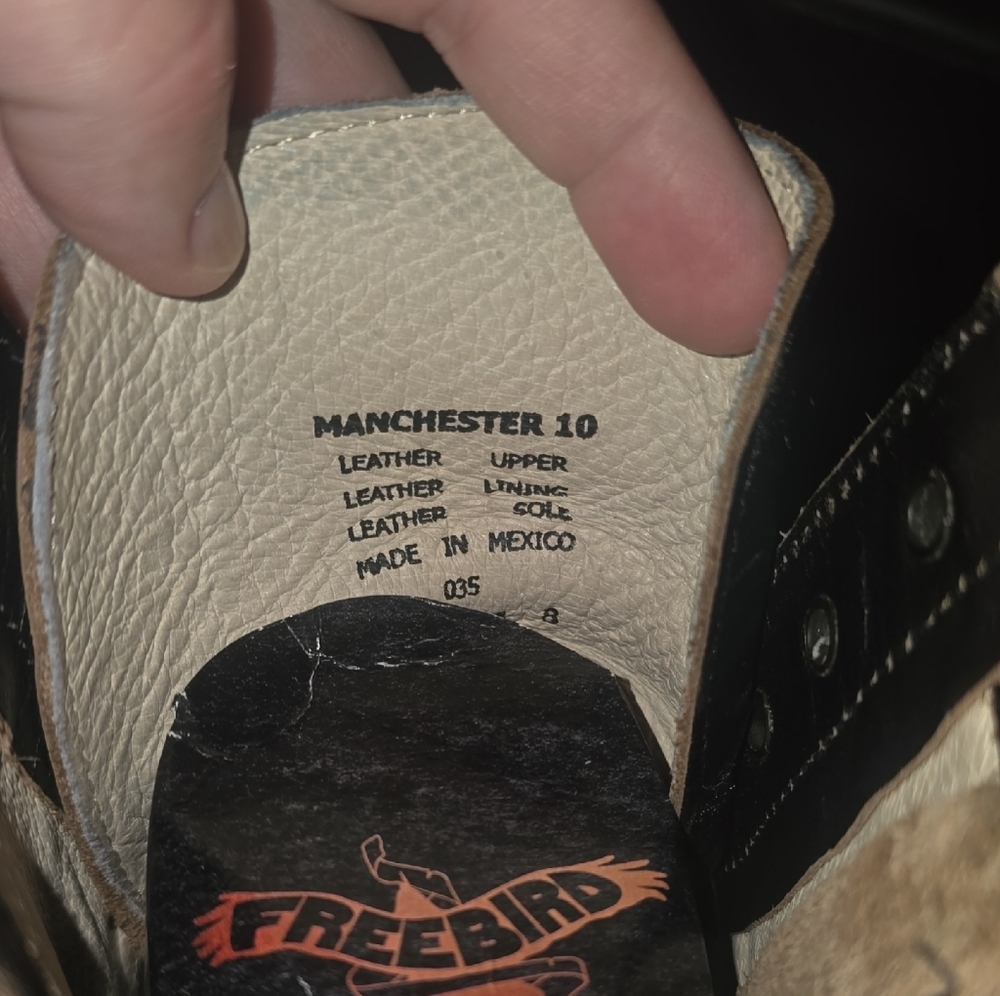 MANCHESTER 10
LEATHER UPPER
LEATHER LINING
LEATHER SOLE
MADE IN MEXICO
035
8
FREEBIRD